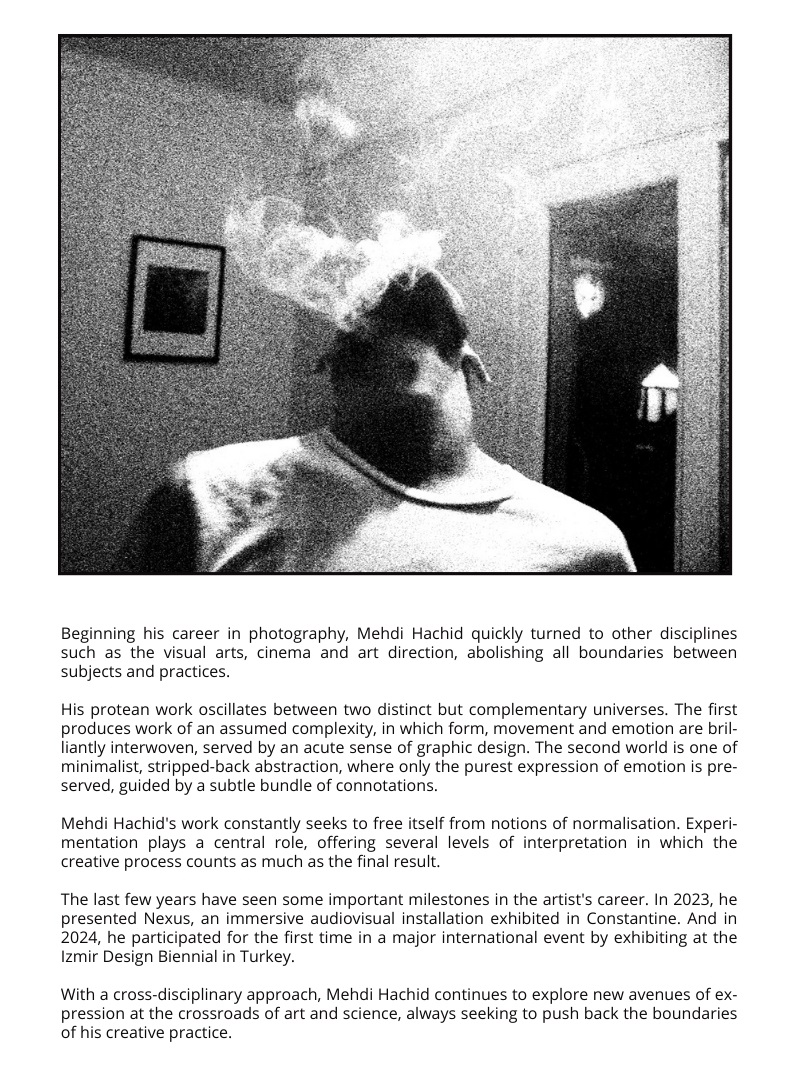 Beginning his career in photography, Mehdi Hachid quickly turned to other disciplines
such as the visual arts, cinema and art direction, abolishing all boundaries between
subjects and practices.
His protean work oscillates between two distinct but complementary universes. The first
produces work of an assumed complexity, in which form, movement and emotion are bril-
liantly interwoven, served by an acute sense of graphic design. The second world is one of
minimalist, stripped-back abstraction, where only the purest expression of emotion is pre-
served, guided by a subtle bundle of connotations.
Mehdi Hachid's work constantly seeks to free itself from notions of normalisation. Experi-
mentation plays a central role, offering several levels of interpretation in which the
creative process counts as much as the final result.
The last few years have seen some important milestones in the artist's career. In 2023, he
presented Nexus, an immersive audiovisual installation exhibited in Constantine. And in
2024, he participated for the first time in a major international event by exhibiting at the
Izmir Design Biennial in Turkey.
With a cross-disciplinary approach, Mehdi Hachid continues to explore new avenues of ex-
pression at the crossroads of art and science, always seeking to push back the boundaries
of his creative practice.